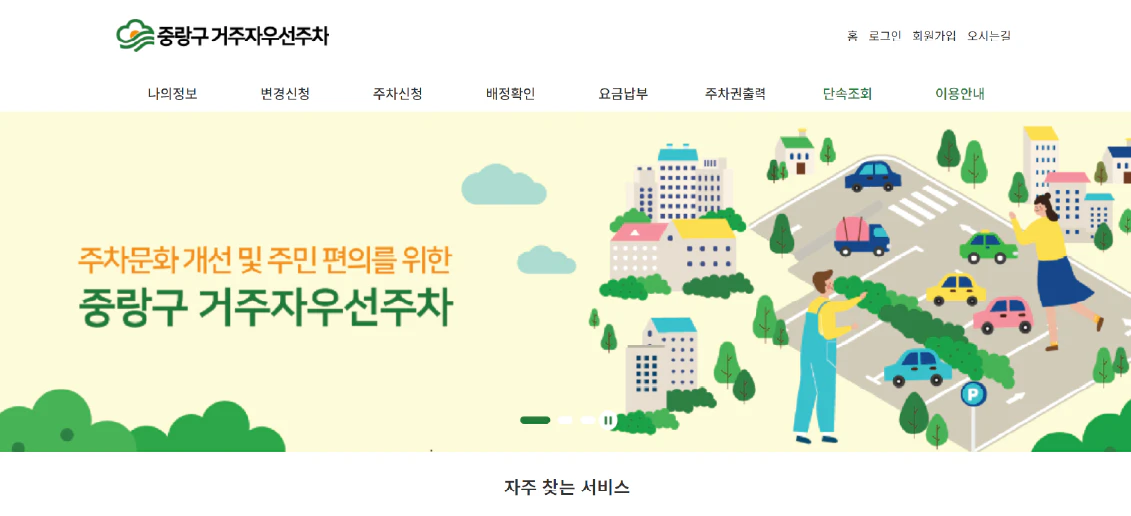 중랑구 거주자우선주차
홈 로그인 회원가입 오시는길
나의정보 변경신청 주차신청 배정확인 요금납부 주차권출력 단속조회 이용안내
주차문화 개선 및 주민 편의를 위한
중랑구 거주자우선주차
P
자주 찾는 서비스